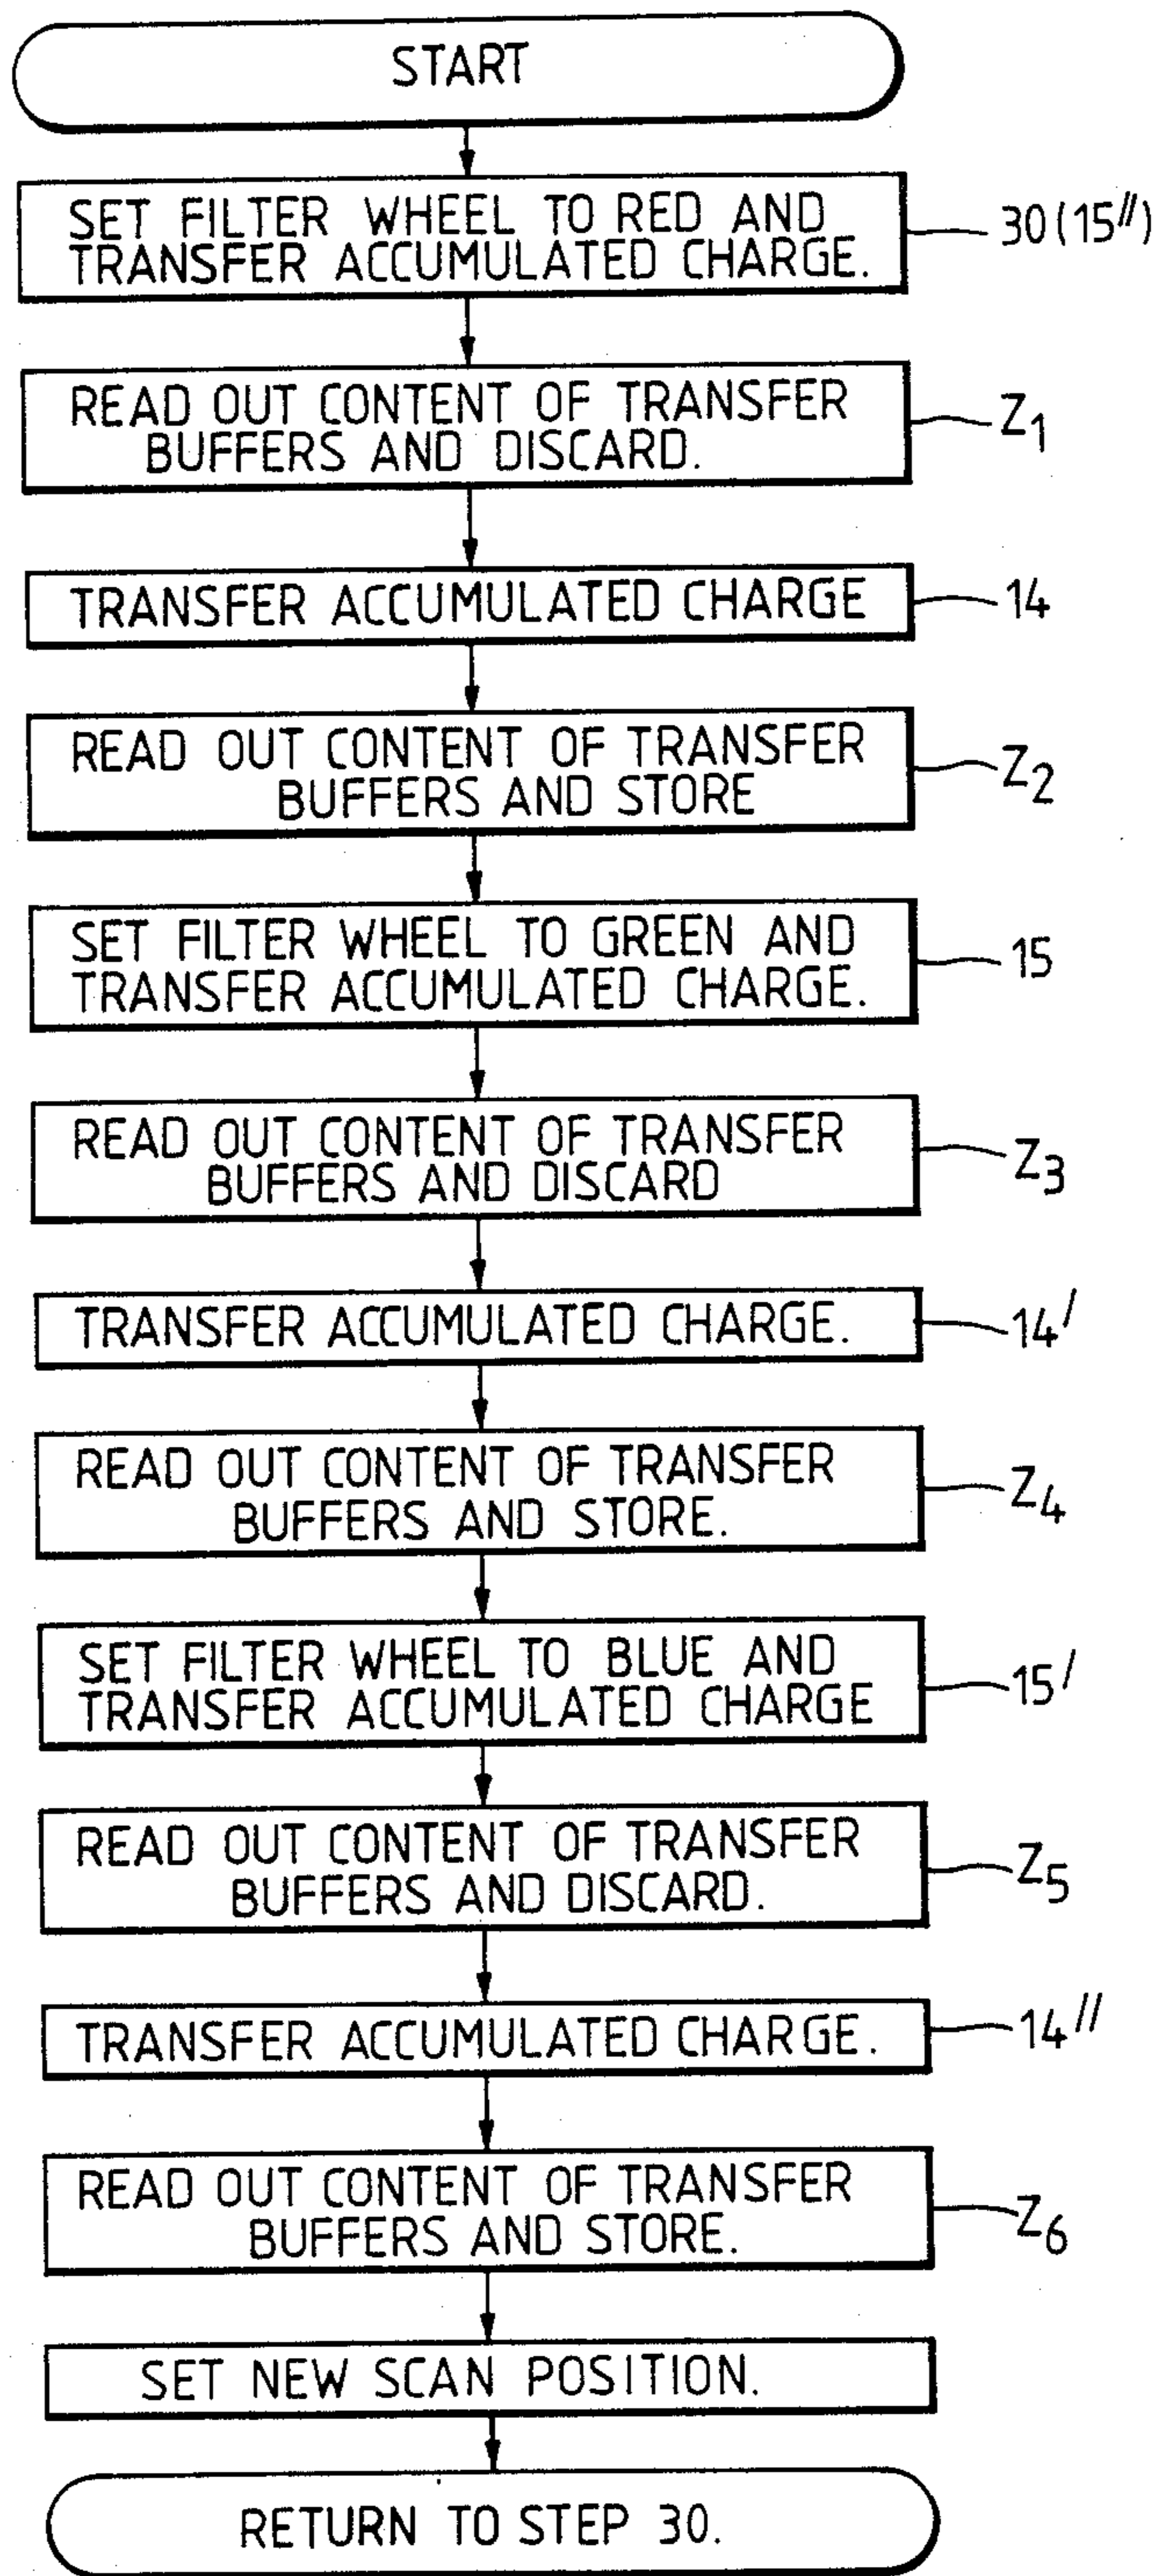 START
SET FILTER WHEEL TO RED AND
TRANSFER ACCUMULATED CHARGE.
30 (15'')
READ OUT CONTENT OF TRANSFER
BUFFERS AND DISCARD.
Z1
TRANSFER ACCUMULATED CHARGE
14
READ OUT CONTENT OF TRANSFER
BUFFERS AND STORE
Z2
SET FILTER WHEEL TO GREEN AND
TRANSFER ACCUMULATED CHARGE.
15
READ OUT CONTENT OF TRANSFER
BUFFERS AND DISCARD
Z3
TRANSFER ACCUMULATED CHARGE.
14'
READ OUT CONTENT OF TRANSFER
BUFFERS AND STORE.
Z4
SET FILTER WHEEL TO BLUE AND
TRANSFER ACCUMULATED CHARGE
15'
READ OUT CONTENT OF TRANSFER
BUFFERS AND DISCARD.
Z5
TRANSFER ACCUMULATED CHARGE.
14''
READ OUT CONTENT OF TRANSFER
BUFFERS AND STORE.
Z6
SET NEW SCAN POSITION.
RETURN TO STEP 30.